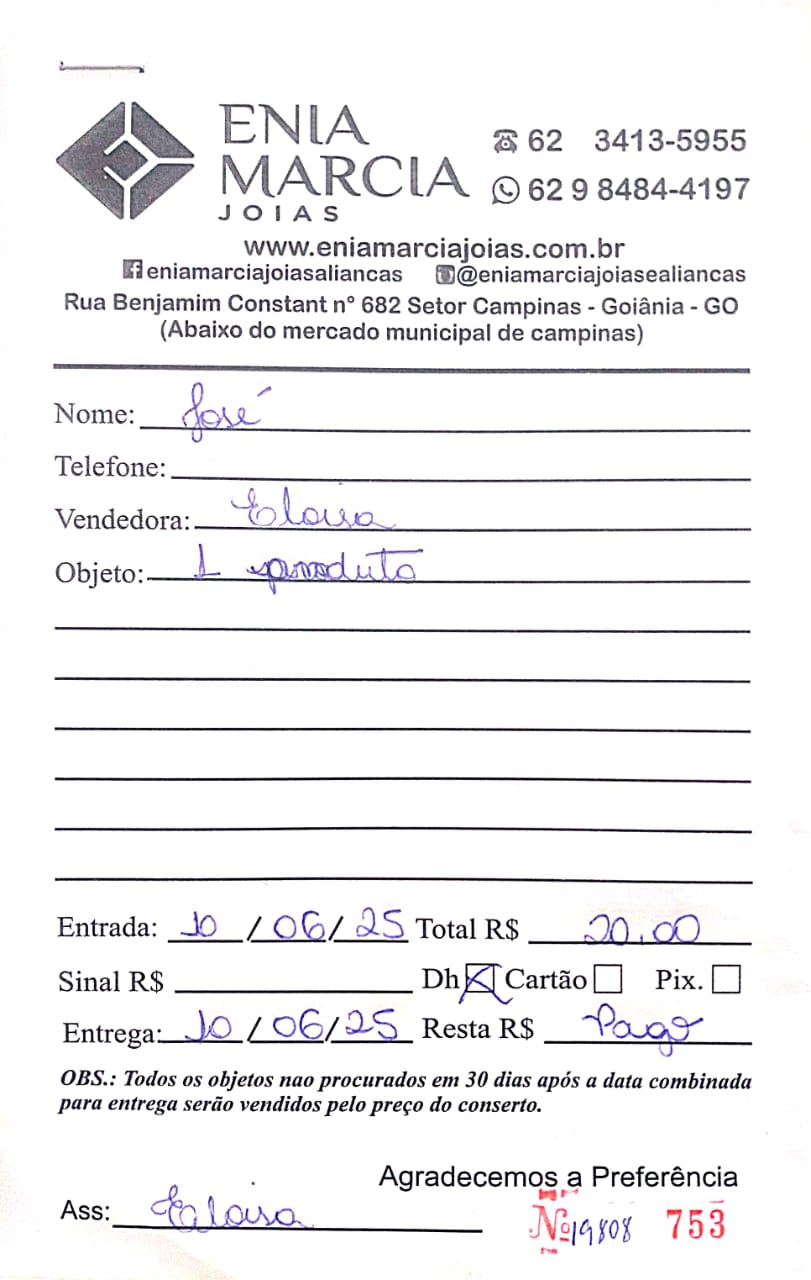 ENIA
MARCIA
JOIAS
62 3413-5955
62 9 8484-4197
www.eniamarciajoias.com.br
eniamarciajoiasaliancas @eniamarciajoiasealiancas
Rua Benjamim Constant n° 682 Setor Campinas - Goiânia - GO
(Abaixo do mercado municipal de campinas)
Nome: José
Telefone:
Vendedora: Eloisa
Objeto: 1 produto
Entrada: 10 / 06 / 25 Total R$ 20,00
Sinal R$ Dh Cartão Pix.
Entrega: 10 / 06 / 25 Resta R$ Pago
OBS.: Todos os objetos nao procurados em 30 dias após a data combinada
para entrega serão vendidos pelo preço do conserto.
Agradecemos a Preferência
Ass: Eloisa
Nº 19808 753